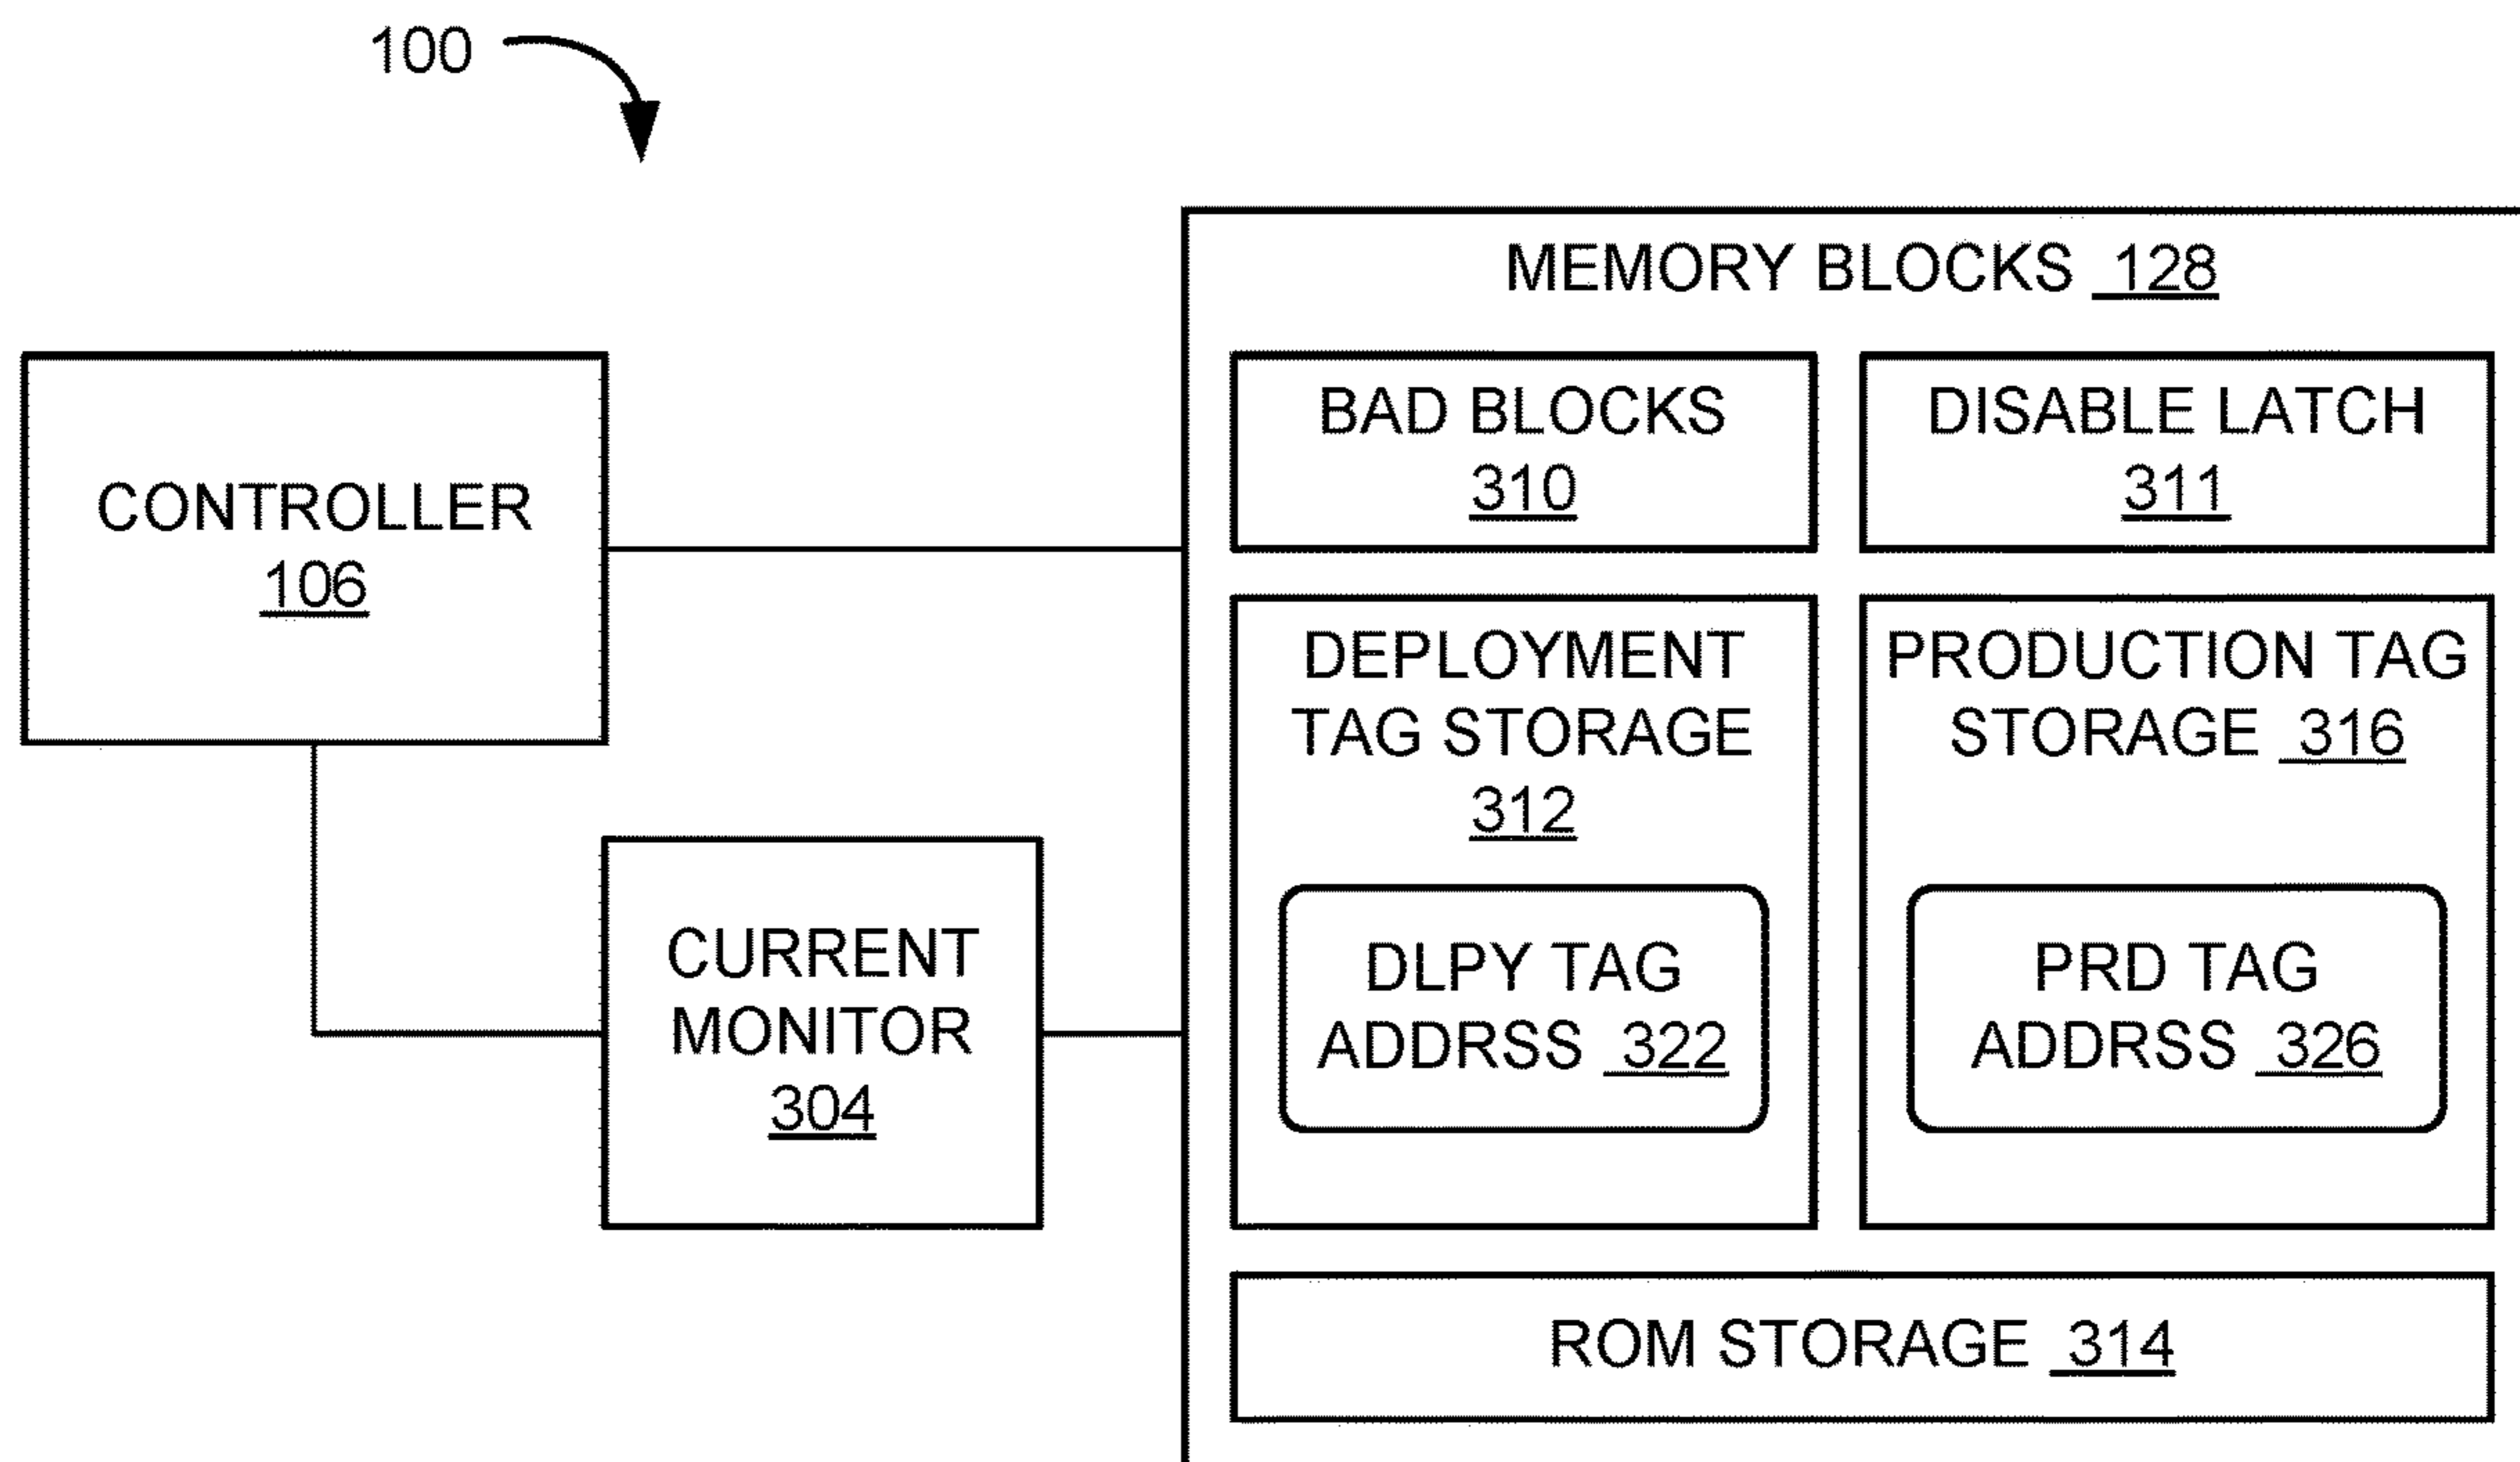 100
MEMORY BLOCKS 128
BAD BLOCKS
310
DISABLE LATCH
311
CONTROLLER
106
DEPLOYMENT
TAG STORAGE
312
PRODUCTION TAG
STORAGE 316
CURRENT
MONITOR
304
DLPY TAG
ADDRSS 322
PRD TAG
ADDRSS 326
ROM STORAGE 314